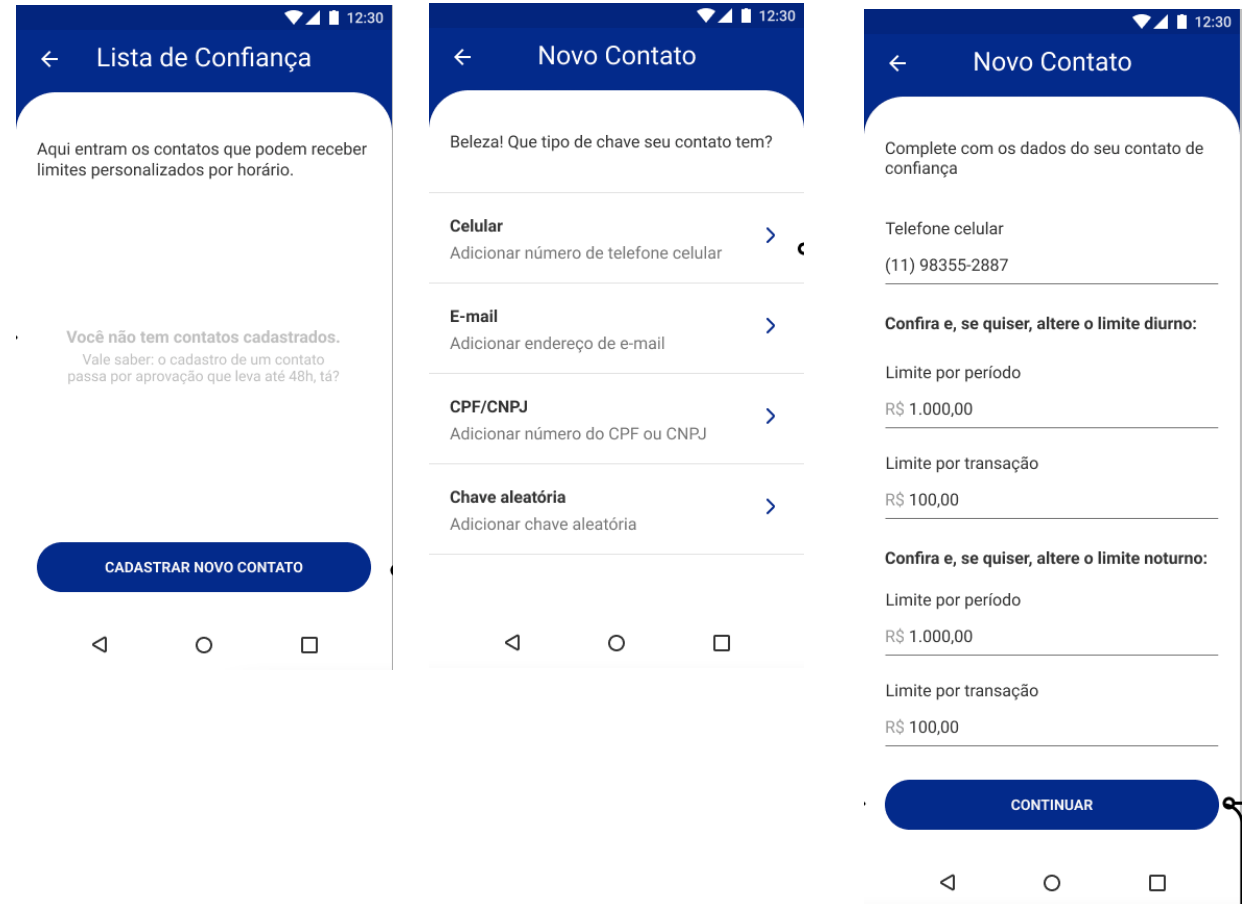 12:30
Lista de Confiança
Aqui entram os contatos que podem receber
limites personalizados por horário.
Você não tem contatos cadastrados.
Vale saber: o cadastro de um contato
passa por aprovação que leva até 48h, tá?
CADASTRAR NOVO CONTATO
12:30
Novo Contato
Beleza! Que tipo de chave seu contato tem?
Celular
Adicionar número de telefone celular
E-mail
Adicionar endereço de e-mail
CPF/CNPJ
Adicionar número do CPF ou CNPJ
Chave aleatória
Adicionar chave aleatória
12:30
Novo Contato
Complete com os dados do seu contato de
confiança
Telefone celular
(11) 98355-2887
Confira e, se quiser, altere o limite diurno:
Limite por período
R$ 1.000,00
Limite por transação
R$ 100,00
Confira e, se quiser, altere o limite noturno:
Limite por período
R$ 1.000,00
Limite por transação
R$ 100,00
CONTINUAR